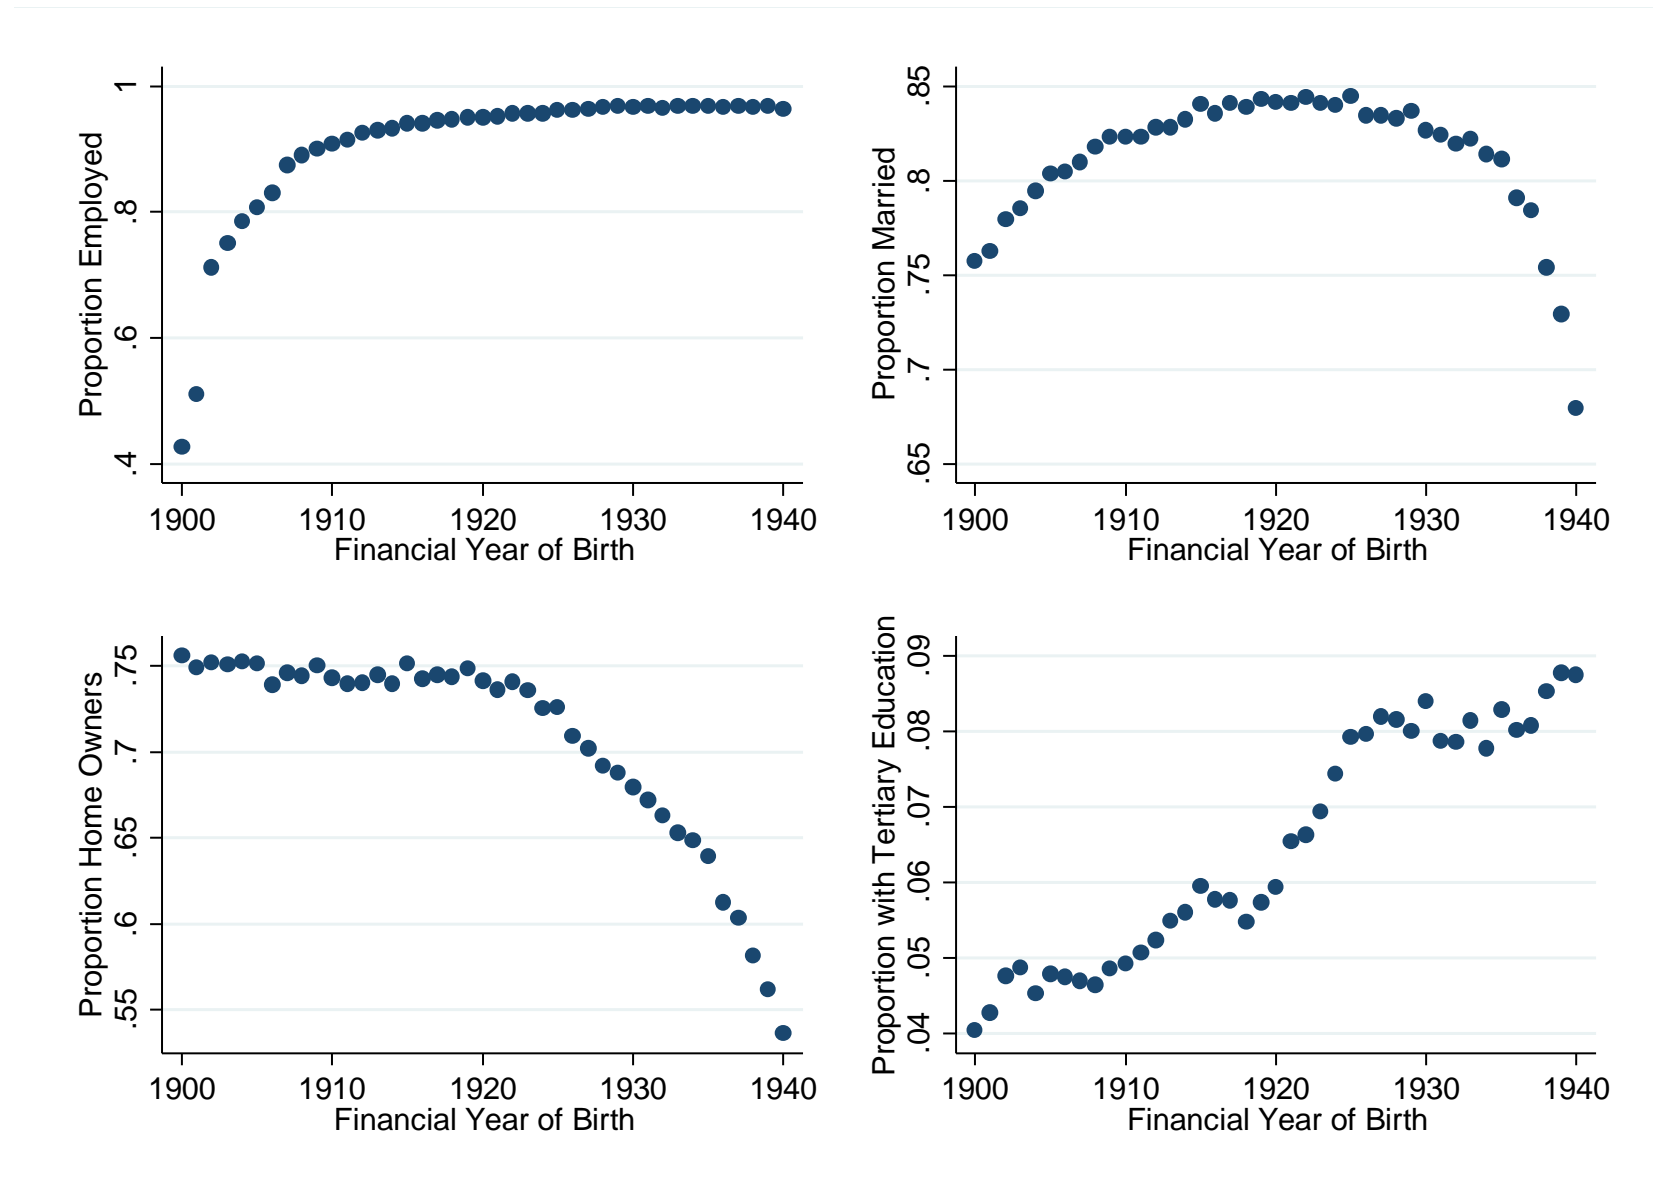 Proportion Employed
1
.8
.6
.4
1900 1910 1920 1930 1940
Financial Year of Birth
Proportion Married
.85
.8
.75
.7
.65
1900 1910 1920 1930 1940
Financial Year of Birth
Proportion Home Owners
.75
.7
.65
.6
.55
1900 1910 1920 1930 1940
Financial Year of Birth
Proportion with Tertiary Education
.09
.08
.07
.06
.05
.04
1900 1910 1920 1930 1940
Financial Year of Birth